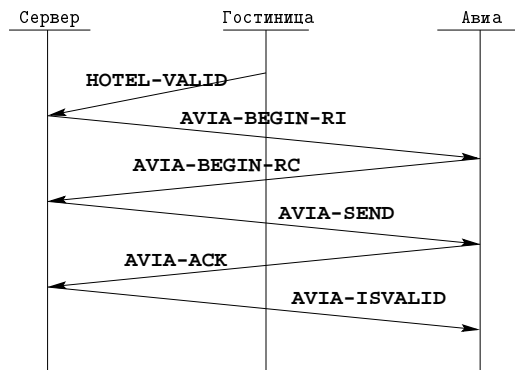 Сервер
Гостиница
Авиа
HOTEL-VALID
AVIA-BEGIN-RI
AVIA-BEGIN-RC
AVIA-SEND
AVIA-ACK
AVIA-ISVALID